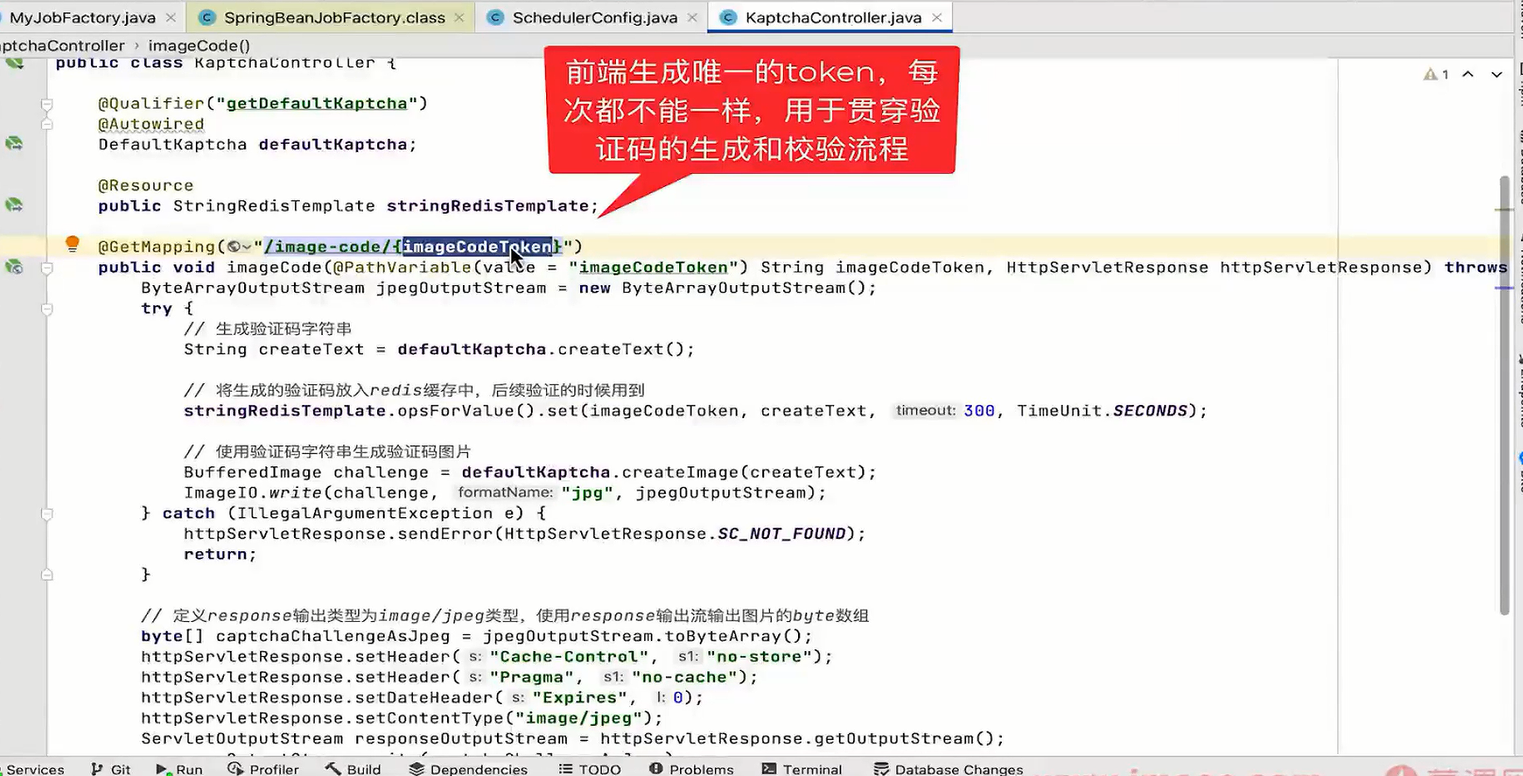 MyJobFactory.java
SpringBeanJobFactory.class
SchedulerConfig.java
KaptchaController.java
aptchaController › imageCode()
public class KaptchaController {
前端生成唯一的token，每
次都不能一样，用于贯穿验
证码的生成和校验流程
1
@Qualifier("getDefaultKaptcha")
@Autowired
DefaultKaptcha defaultKaptcha;
@Resource
public StringRedisTemplate stringRedisTemplate;
@GetMapping("/image-code/{imageCodeToken}")
public void imageCode(@PathVariable(value = "imageCodeToken") String imageCodeToken, HttpServletResponse httpServletResponse) throws
ByteArrayOutputStream jpegOutputStream = new ByteArrayOutputStream();
try {
// 生成验证码字符串
String createText = defaultKaptcha.createText();
// 将生成的验证码放入redis缓存中，后续验证的时候用到
stringRedisTemplate.opsForValue().set(imageCodeToken, createText, timeout: 300, TimeUnit.SECONDS);
// 使用验证码字符串生成验证码图片
BufferedImage challenge = defaultKaptcha.createImage(createText);
ImageIO.write(challenge, formatName: "jpg", jpegOutputStream);
} catch (IllegalArgumentException e) {
httpServletResponse.sendError(HttpServletResponse.SC_NOT_FOUND);
return;
}
// 定义response输出类型为image/jpeg类型，使用response输出流输出图片的byte数组
byte[] captchaChallengeAsJpeg = jpegOutputStream.toByteArray();
httpServletResponse.setHeader( s: "Cache-Control", s1: "no-store");
httpServletResponse.setHeader( s: "Pragma", s1: "no-cache");
httpServletResponse.setDateHeader( s: "Expires", l: 0);
httpServletResponse.setContentType("image/jpeg");
ServletOutputStream responseOutputStream = httpServletResponse.getOutputStream();
Services Git Run Profiler Build Dependencies TODO Problems Terminal Database Changes